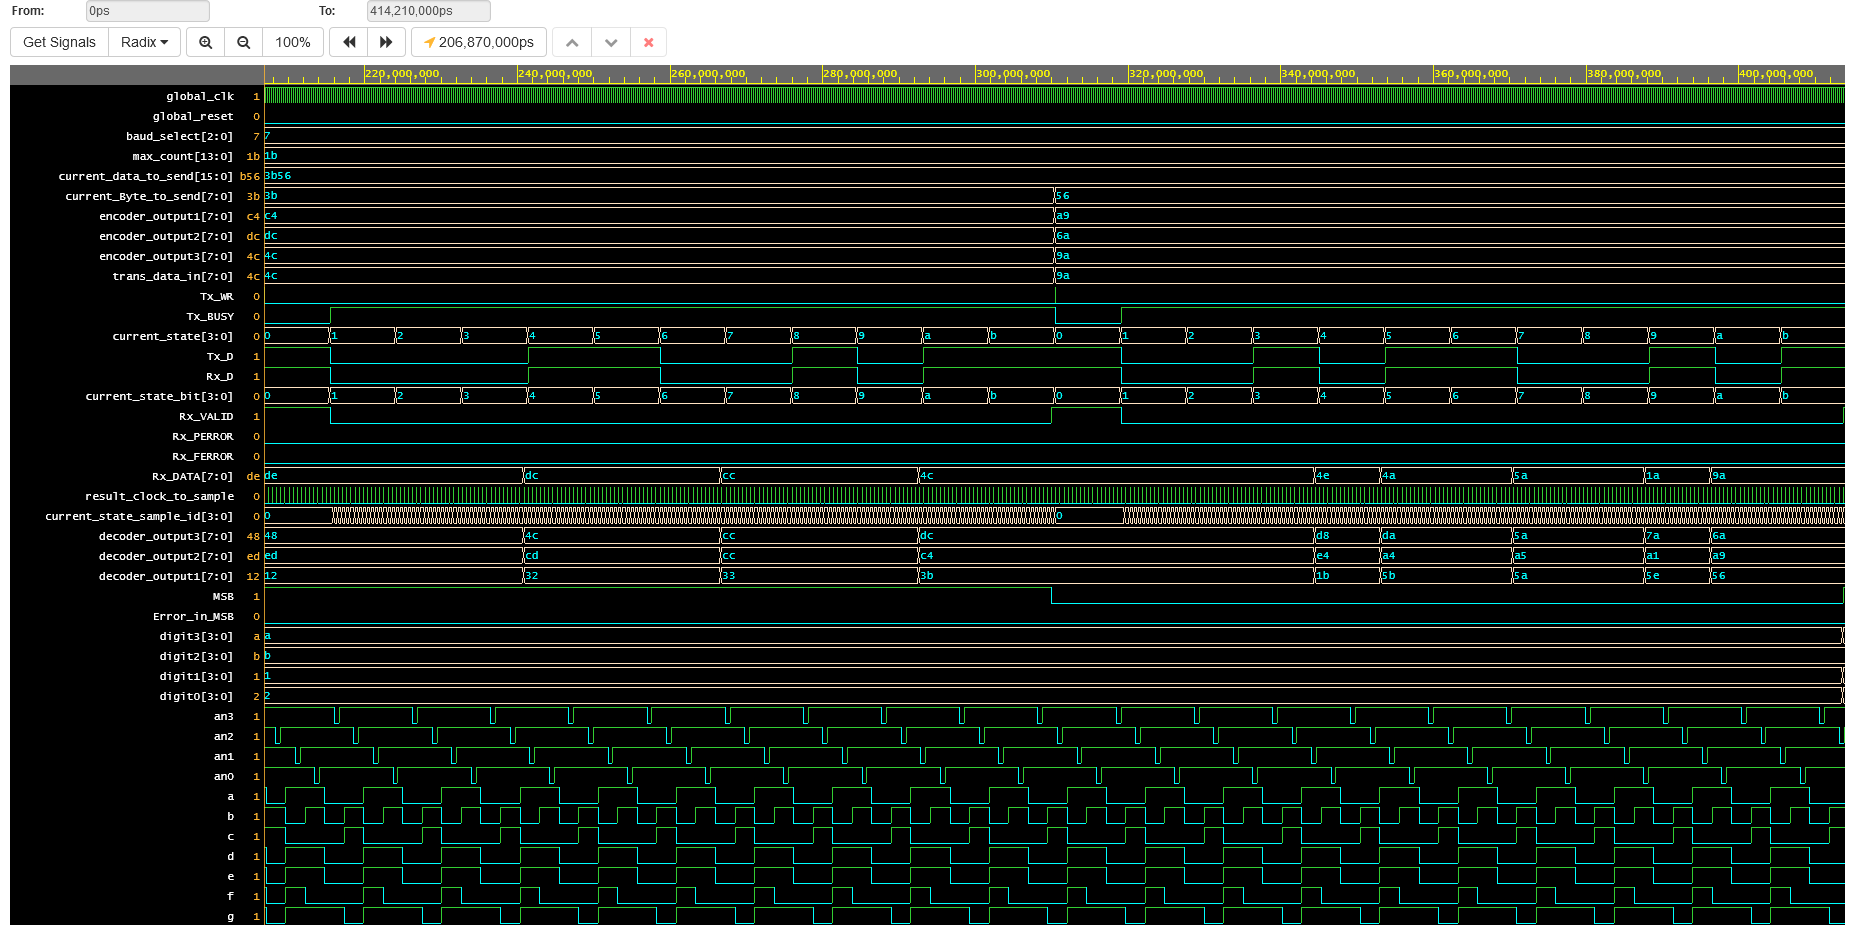 From: 0ps To: 414,210,000ps
Get Signals Radix 100% 206,870,000ps
220,000,000 240,000,000 260,000,000 280,000,000 300,000,000 320,000,000 340,000,000 360,000,000 380,000,000 400,000,000
global_clk 1
global_reset 0
baud_select[2:0] 7 7
max_count[13:0] 1b 1b
current_data_to_send[15:0] b56 3b56
current_Byte_to_send[7:0] 3b 3b 56
encoder_output1[7:0] c4 c4 a9
encoder_output2[7:0] dc dc 6a
encoder_output3[7:0] 4c 4c 9a
trans_data_in[7:0] 4c 4c 9a
Tx_WR 0
Tx_BUSY 0
current_state[3:0] 0 0 1 2 3 4 5 6 7 8 9 a b 0 1 2 3 4 5 6 7 8 9 a b
Tx_D 1
Rx_D 1
current_state_bit[3:0] 0 0 1 2 3 4 5 6 7 8 9 a b 0 1 2 3 4 5 6 7 8 9 a b
Rx_VALID 1
Rx_PERROR 0
Rx_FERROR 0
Rx_DATA[7:0] de de dc cc 4c 4e 4a 5a 1a 9a
result_clock_to_sample 0
current_state_sample_id[3:0] 0 0 0
decoder_output3[7:0] 48 48 4c cc dc d8 da 5a 7a 6a
decoder_output2[7:0] ed ed cd cc c4 e4 a4 a5 a1 a9
decoder_output1[7:0] 12 12 32 33 3b 1b 5b 5a 5e 56
MSB 1
Error_in_MSB 0
digit3[3:0] a a
digit2[3:0] b b
digit1[3:0] 1 1
digit0[3:0] 2 2
an3 1
an2 1
an1 1
an0 1
a 1
b 1
c 1
d 1
e 1
f 1
g 1